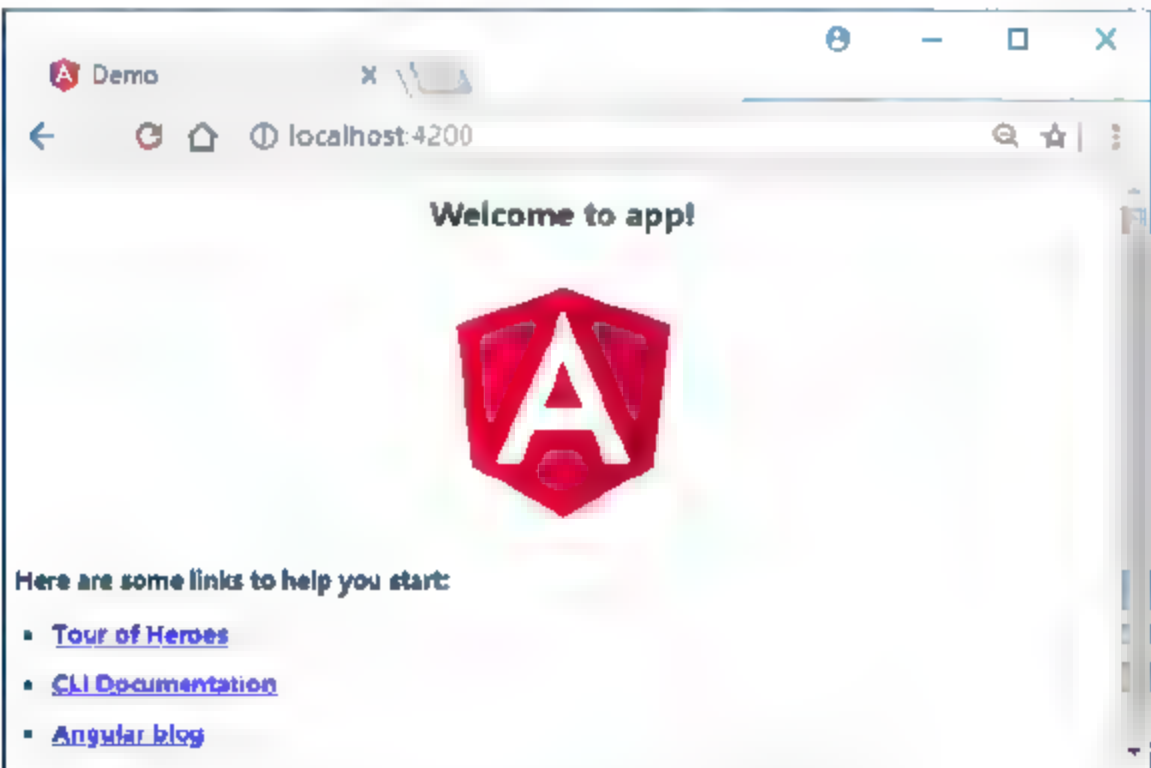 Demo
localhost:4200
Welcome to app!
A
Here are some links to help you start:
Tour of Heroes
CLI Documentation
Angular blog